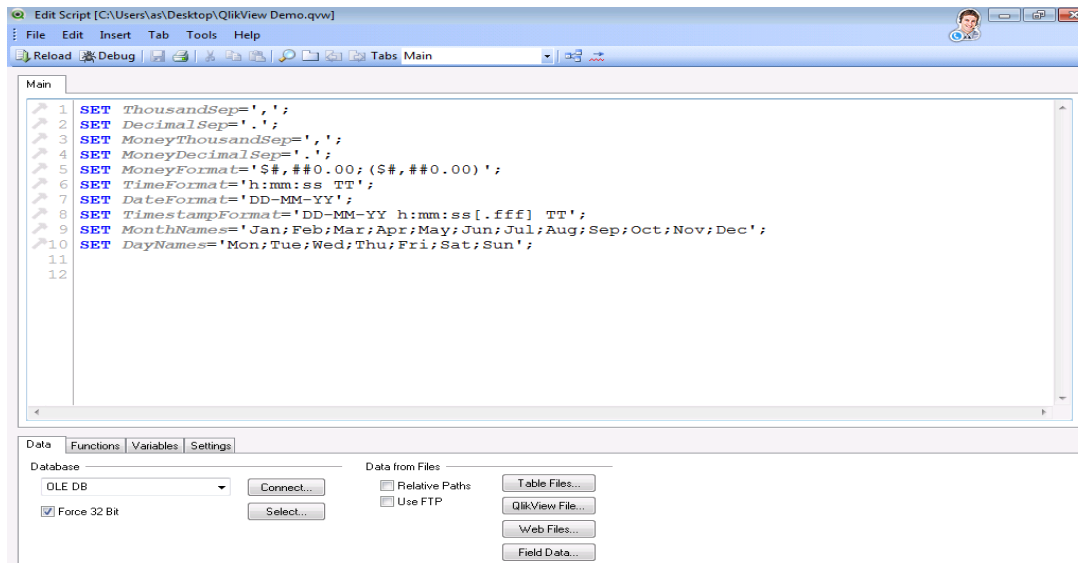 Edit Script [C:\Users\as\Desktop\QlikView Demo.qvw]
File Edit Insert Tab Tools Help
Reload Debug Tabs Main
Main
1 SET ThousandSep=',';
2 SET DecimalSep='.';
3 SET MoneyThousandSep=',';
4 SET MoneyDecimalSep='.';
5 SET MoneyFormat='$#,##0.00;($#,##0.00)';
6 SET TimeFormat='h:mm:ss TT';
7 SET DateFormat='DD-MM-YY';
8 SET TimestampFormat='DD-MM-YY h:mm:ss[.fff] TT';
9 SET MonthNames='Jan;Feb;Mar;Apr;May;Jun;Jul;Aug;Sep;Oct;Nov;Dec';
10 SET DayNames='Mon;Tue;Wed;Thu;Fri;Sat;Sun';
11
12
Data Functions Variables Settings
Database Data from Files
OLE DB Connect... Relative Paths Table Files...
Force 32 Bit Select... Use FTP QlikView File...
Web Files...
Field Data...